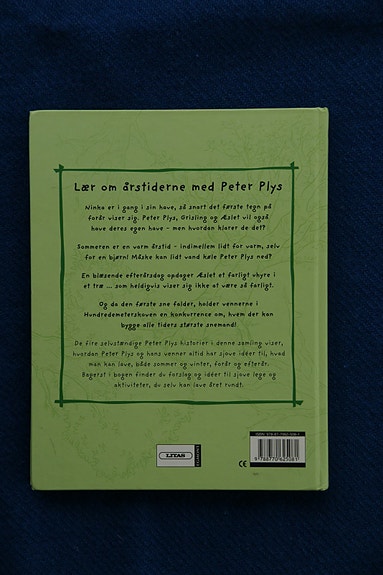 Lær om årstiderne med Peter Plys
Ninka er i gang i sin have, så snart det første tegn på
forår viser sig. Peter Plys, Grisling og Æslet vil også
have deres egen have – men hvordan klarer de det?
Sommeren er en varm årstid – indimellem lidt for varm, selv
for en bjørn! Måske kan lidt vand køle Peter Plys ned?
En blæsende efterårsdag opdager Æslet et farligt uhyre i
et træ ... som heldigvis viser sig ikke at være så farligt.
Og da den første sne falder, holder vennerne i
Hundredemeterskoven en konkurrence om, hvem der kan
bygge alle tiders største snemand!
De fire selvstændige Peter Plys historier i denne samling viser,
hvordan Peter Plys og hans venner altid har sjove idéer til, hvad
man kan lave, både sommer og vinter, forår og efterår.
Bagerst i bogen finder du forslag og idéer til sjove lege og
aktiviteter, du selv kan lave året rundt.
LITAS
EGMONT
CE
9 788770 625081